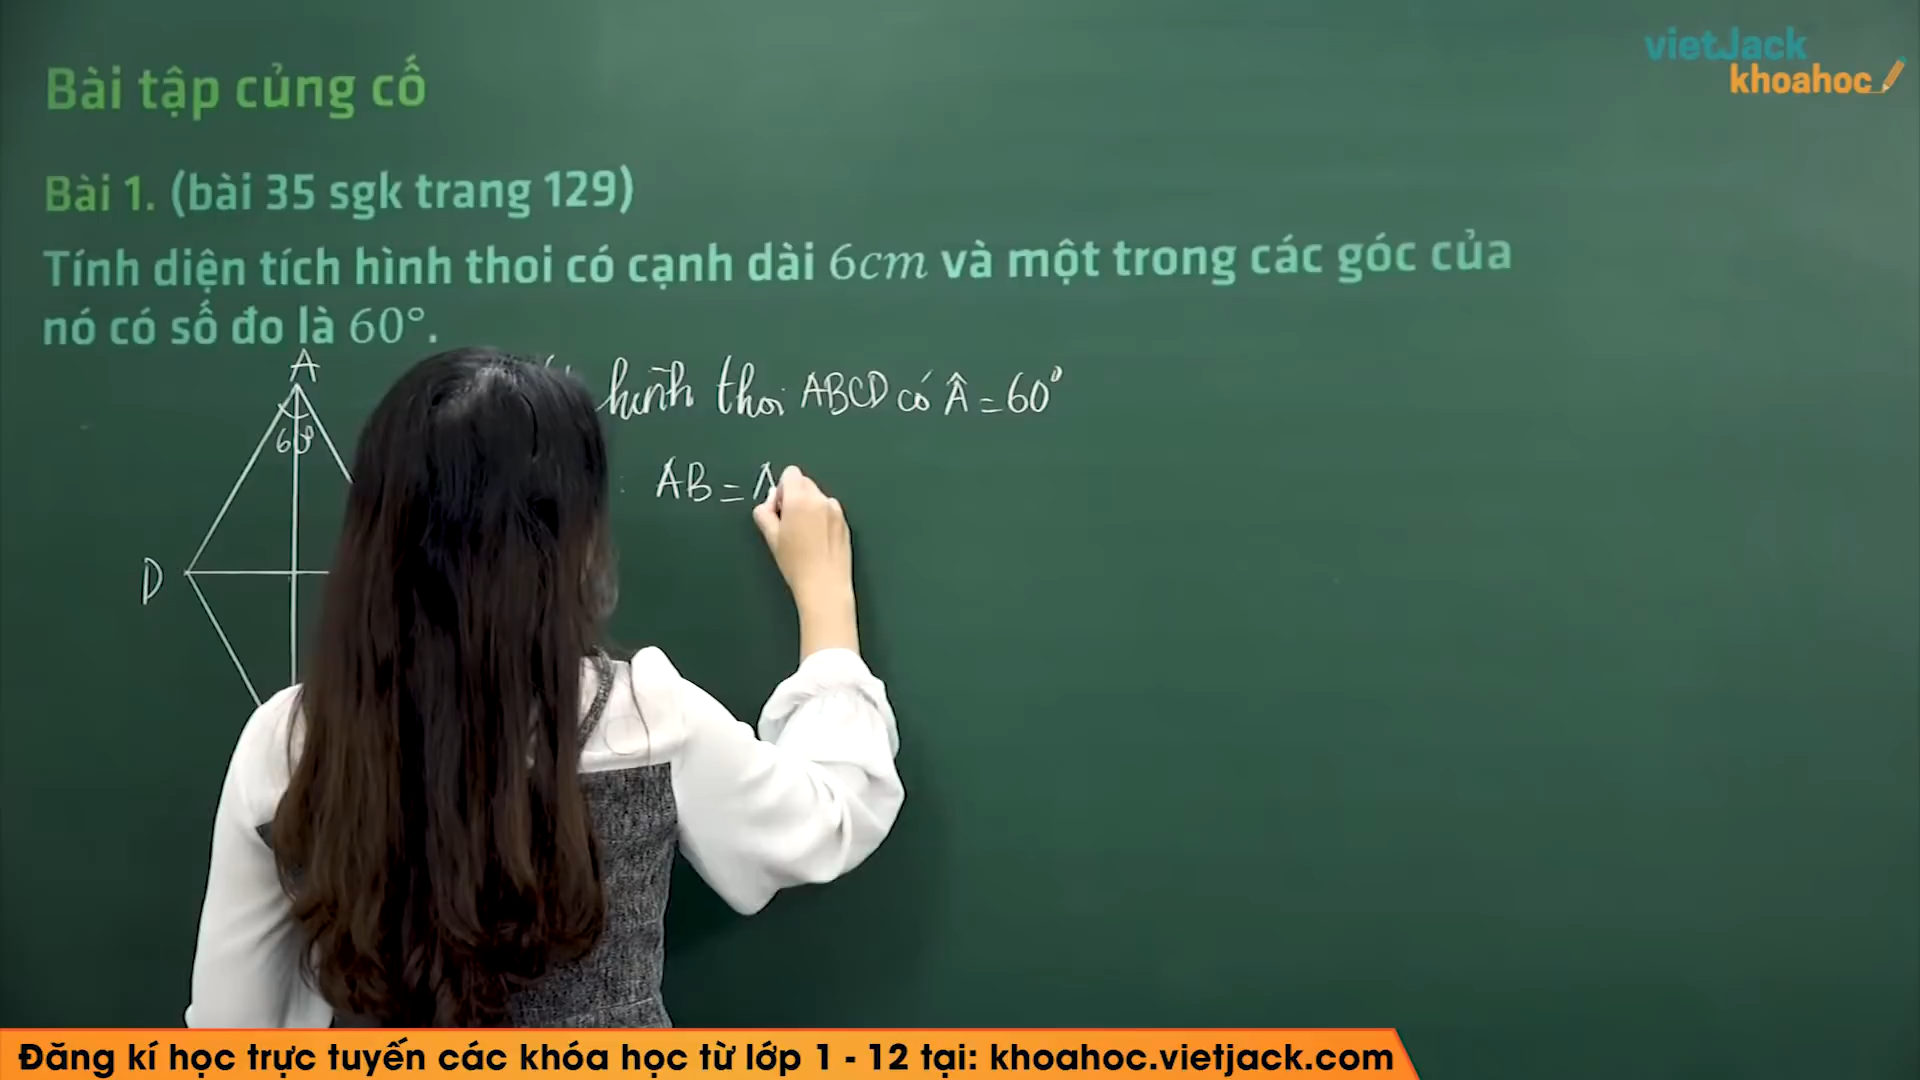 vietJack
khoahoc
Bài tập củng cố
Bài 1. (bài 35 sgk trang 129)
Tính diện tích hình thoi có cạnh dài 6cm và một trong các góc của
nó có số đo là 60°.
A
hình thoi ABCD có Â = 60⁰
60⁰
: AB = A
D
Đăng kí học trực tuyến các khóa học từ lớp 1 - 12 tại: khoahoc.vietjack.com